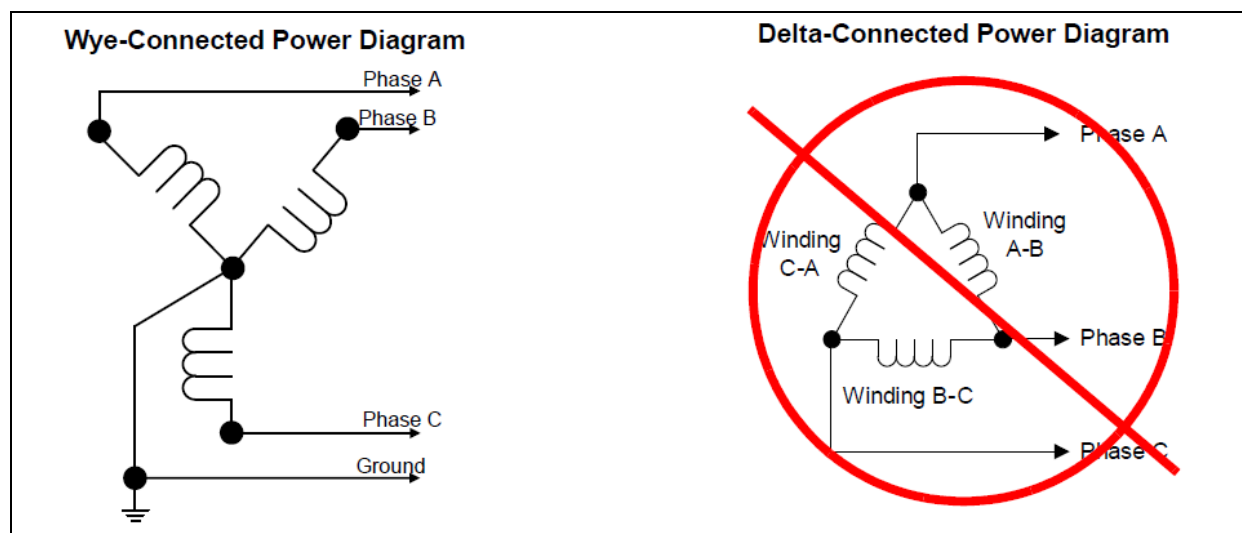 Wye-Connected Power Diagram
Phase A
Phase B
Phase C
Ground
Delta-Connected Power Diagram
Phase A
Winding
C-A
Winding
A-B
Phase B
Winding B-C
Phase C